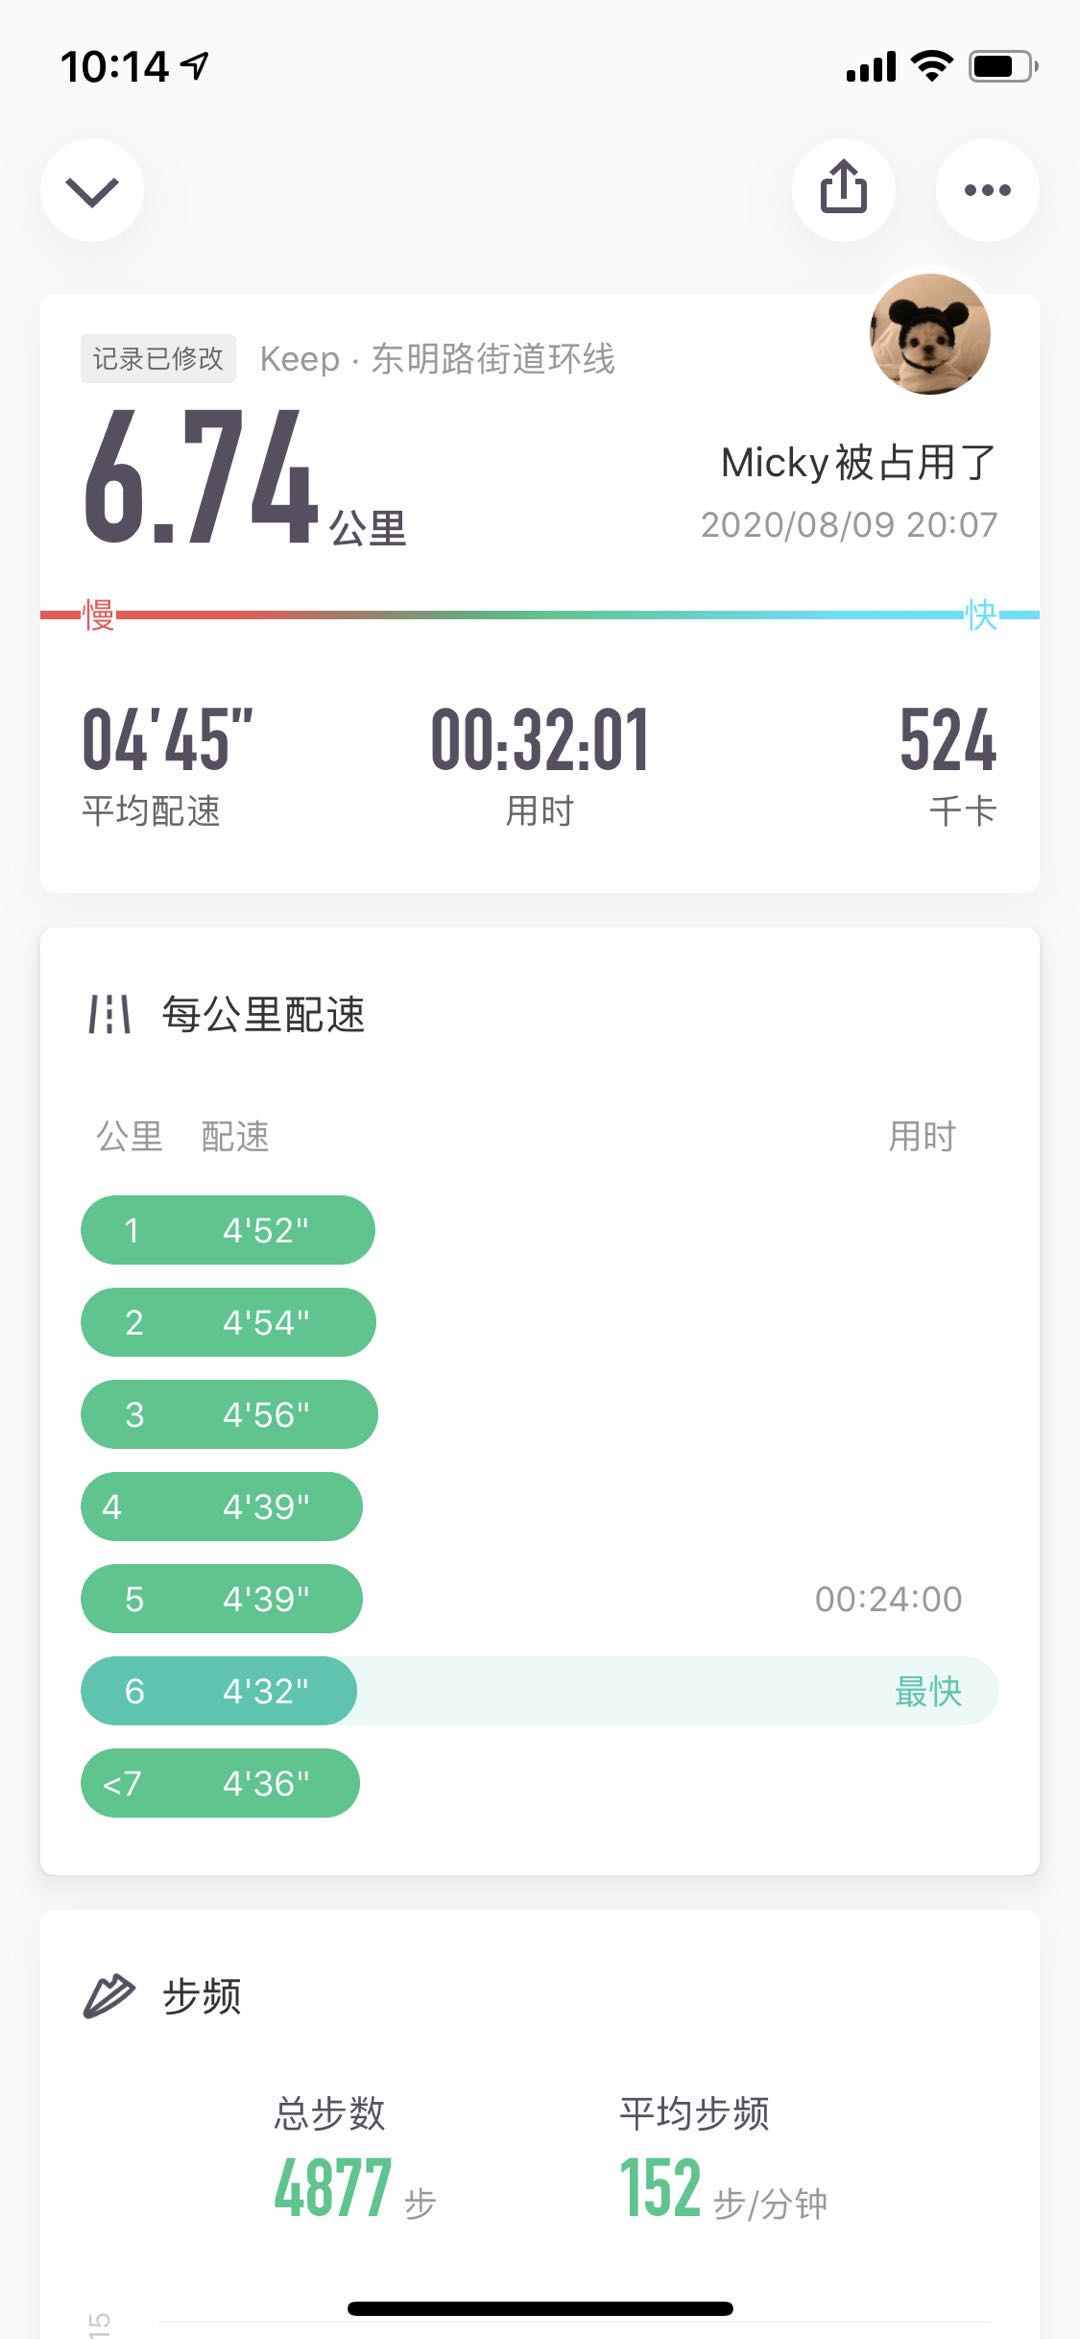 10:14
记录已修改 Keep · 东明路街道环线
6.74公里
Micky被占用了
2020/08/09 20:07
慢 快
04'45" 00:32:01 524
平均配速 用时 千卡
每公里配速
公里 配速 用时
1 4'52"
2 4'54"
3 4'56"
4 4'39"
5 4'39" 00:24:00
6 4'32" 最快
<7 4'36"
步频
总步数 平均步频
4877 步 152 步/分钟
15